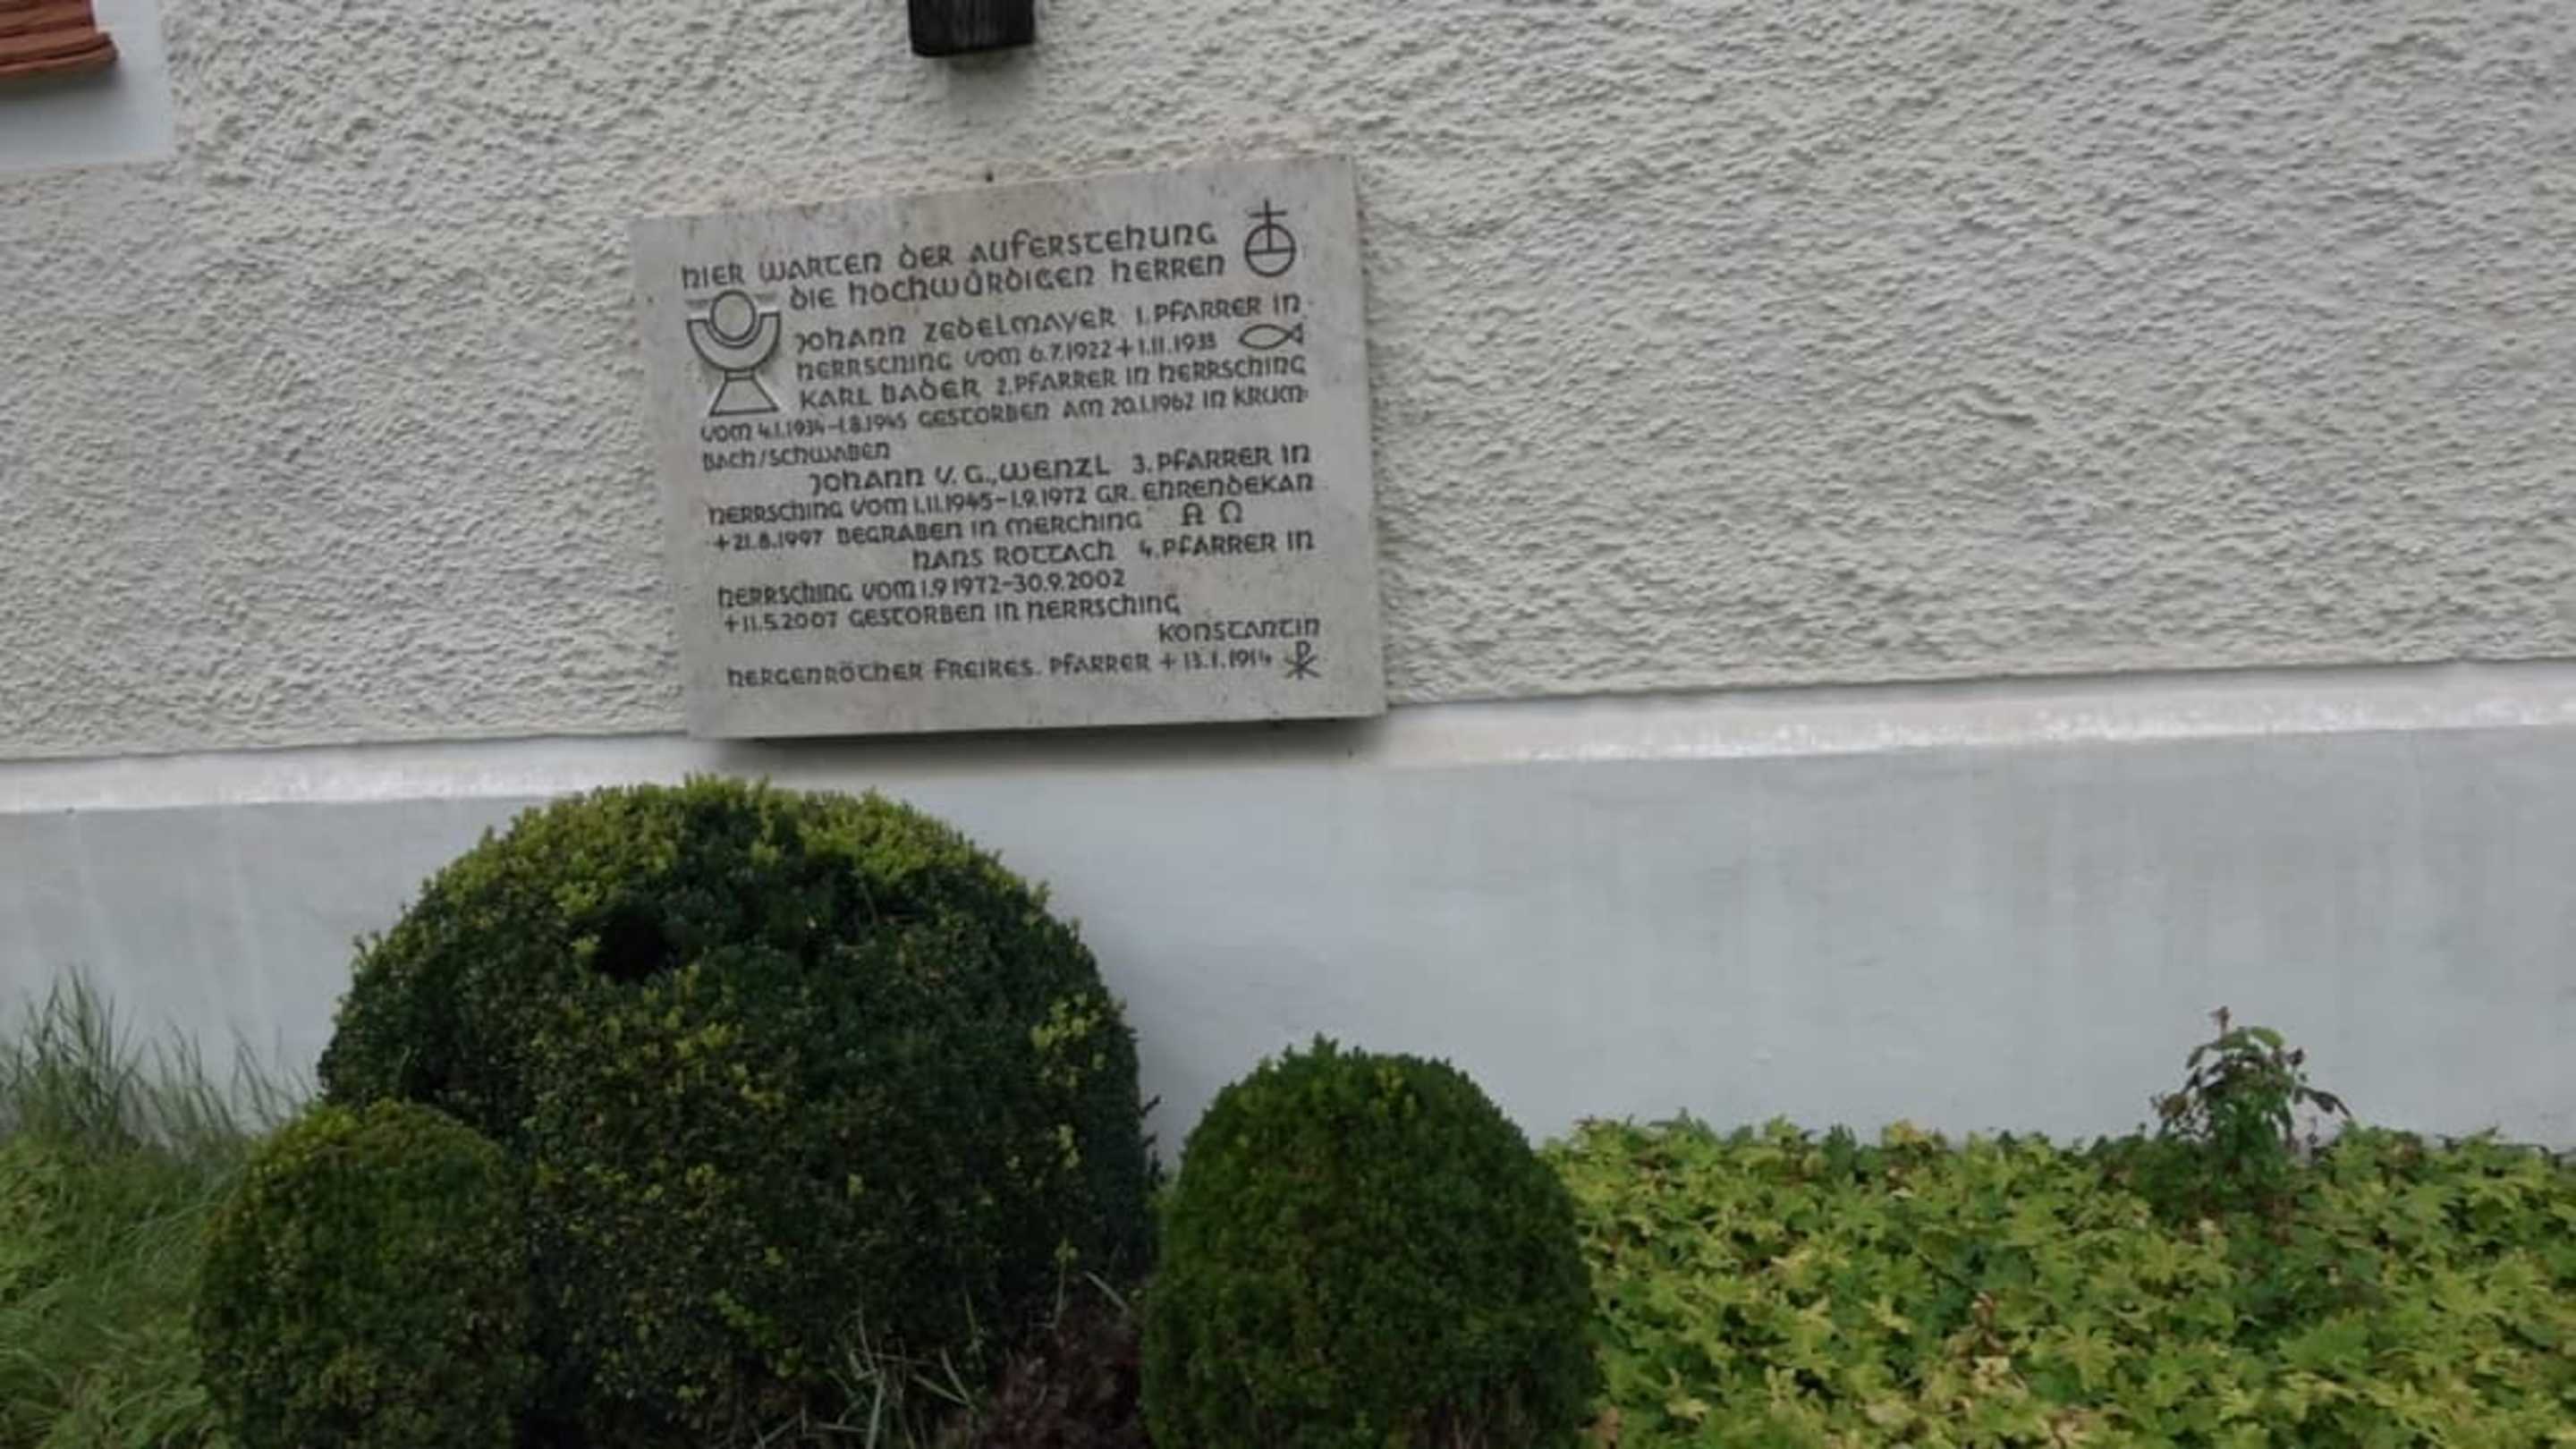 HIER WARTEN DER AUFERSTEHUNG
DIE HOCHWÜRDIGEN HERREN
JOHANN ZEDELMAYER 1. PFARRER IN
HERRSCHING VOM 6.7.1922 + 1.11.1933
KARL BADER 2. PFARRER IN HERRSCHING
VOM 4.1.1934-1.8.1945 GESTORBEN AM 20.1.1962 IN KRUM-
BACH/SCHWABEN
JOHANN V. G., WENZL 3. PFARRER IN
HERRSCHING VOM 1.11.1945-1.9.1972 GR. EHRENDEKAN
+21.8.1997 BEGRABEN IN MERCHING Α Ω
HANS ROTTACH 4. PFARRER IN
HERRSCHING VOM 1.9 1972-30.9.2002
+11.5.2007 GESTORBEN IN HERRSCHING
KONSTANTIN
HERGENRÖTHER FREIRES. PFARRER + 13.1.1914